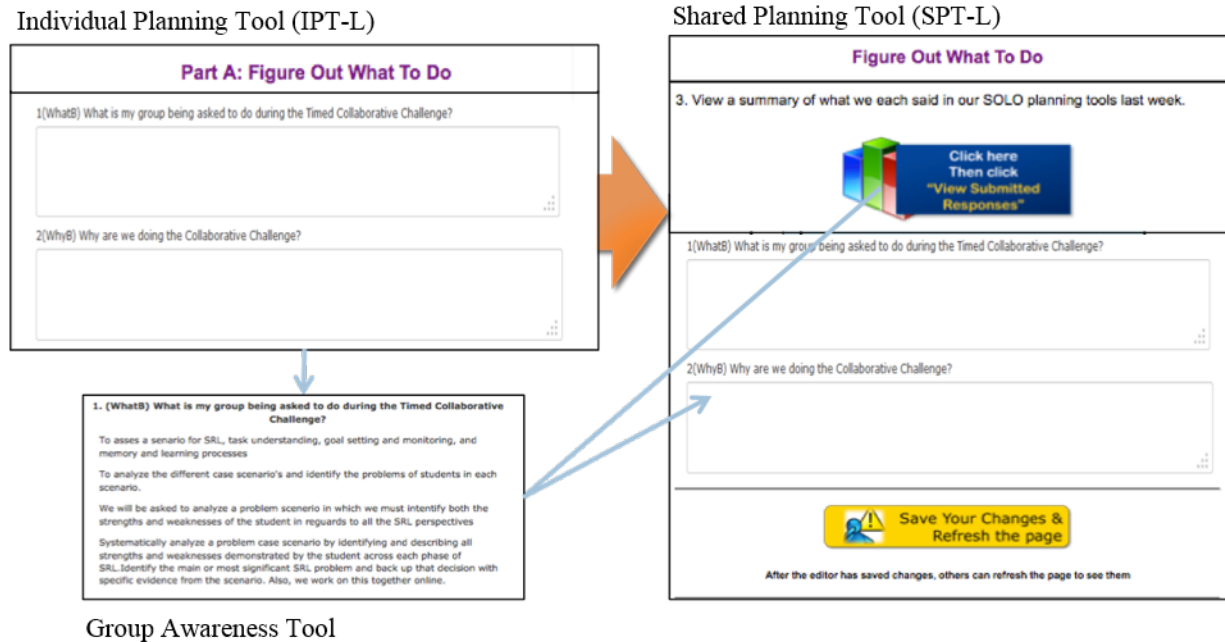 Individual Planning Tool (IPT-L)
Part A: Figure Out What To Do
1(WhatB) What is my group being asked to do during the Timed Collaborative Challenge?
2(WhyB) Why are we doing the Collaborative Challenge?
1. (WhatB) What is my group being asked to do during the Timed Collaborative
Challenge?
To asses a senario for SRL, task understanding, goal setting and monitoring, and
memory and learning processes
To analyze the different case scenario's and identify the problems of students in each
scenario.
We will be asked to analyze a problem scenerio in which we must intentify both the
strengths and weaknesses of the student in reguards to all the SRL perspectives
Systematically analyze a problem case scenario by identifying and describing all
strengths and weaknesses demonstrated by the student across each phase of
SRL.Identify the main or most significant SRL problem and back up that decision with
specific evidence from the scenario. Also, we work on this together online.
Group Awareness Tool
Shared Planning Tool (SPT-L)
Figure Out What To Do
3. View a summary of what we each said in our SOLO planning tools last week.
Click here
Then click
"View Submitted
Responses"
1(WhatB) What is my group being asked to do during the Timed Collaborative Challenge?
2(WhyB) Why are we doing the Collaborative Challenge?
Save Your Changes &
Refresh the page
After the editor has saved changes, others can refresh the page to see them